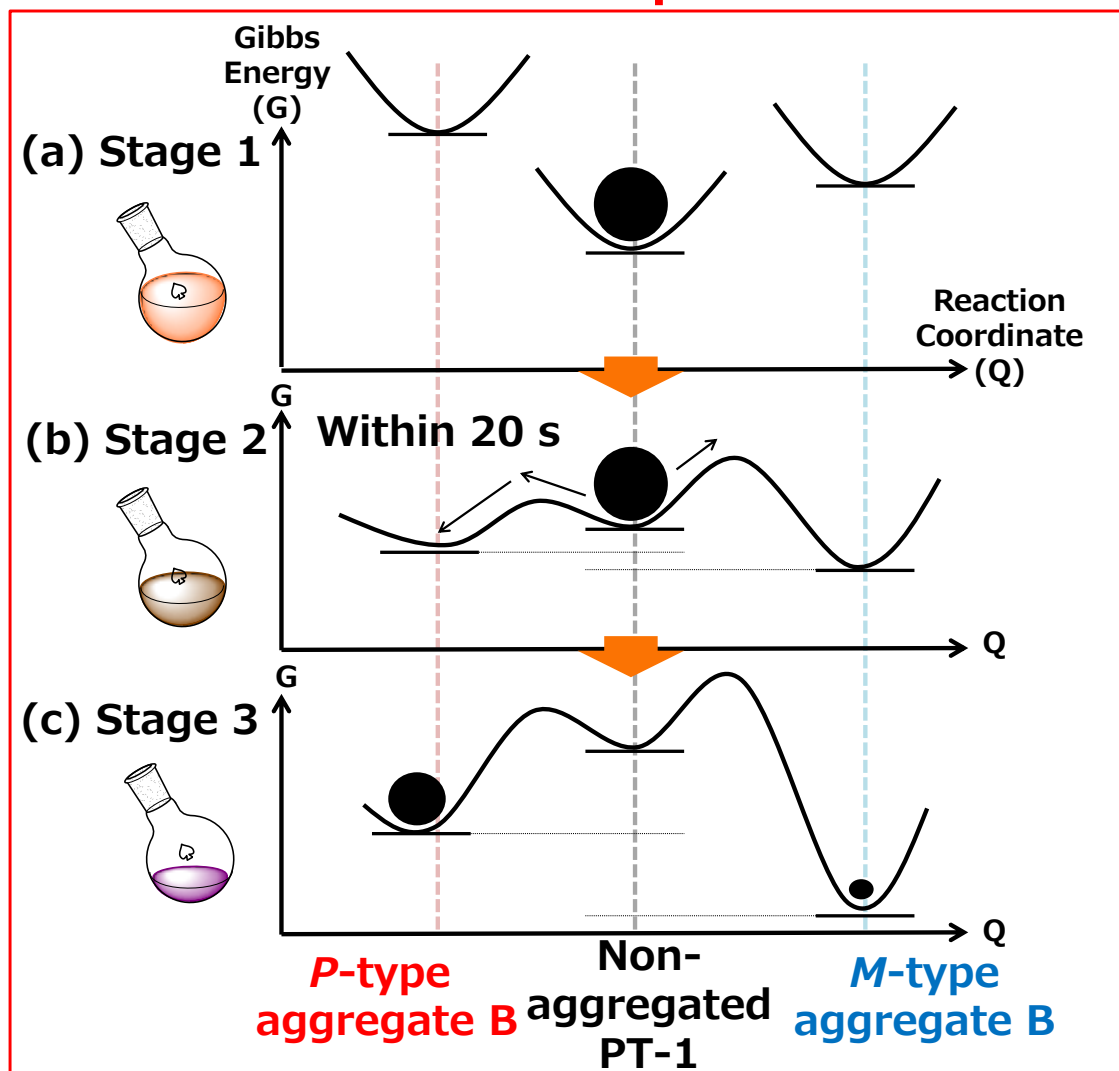 Gibbs
Energy
(G)
(a) Stage 1
Reaction
Coordinate
(Q)
G
(b) Stage 2
Within 20 s
Q
G
(c) Stage 3
Q
P-type
aggregate B
Non-
aggregated
PT-1
M-type
aggregate B